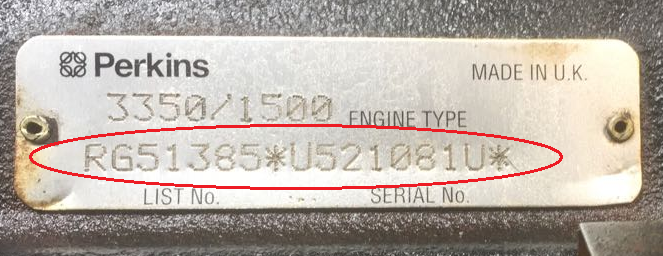 Perkins
MADE IN U.K.
3350/1500 ENGINE TYPE
RG51385*U521081U*
LIST No. SERIAL No.